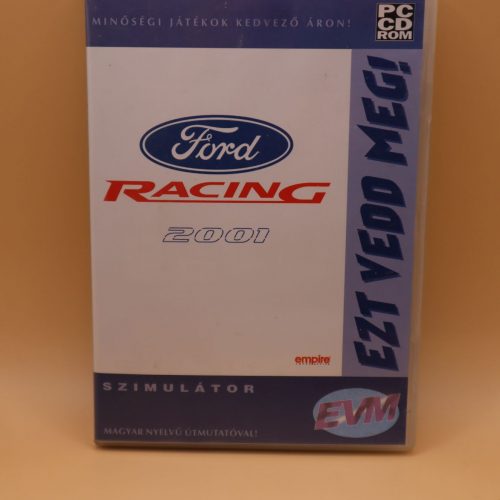 MINŐSÉGI JÁTÉKOK KEDVEZŐ ÁRON!
PC
CD
ROM
EZT VEDD MEG!
Ford
RACING
2001
empire
SZIMULÁTOR
EVM
MAGYAR NYELVŰ ÚTMUTATÓVAL!